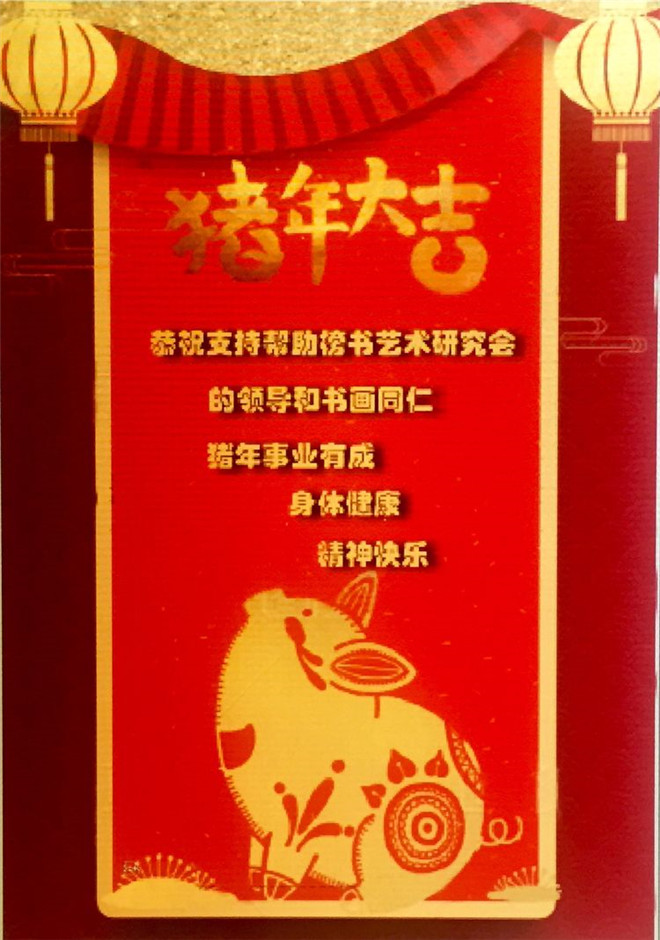 猪年大吉
恭祝支持帮助榜书艺术研究会
的领导和书画同仁
猪年事业有成
身体健康
精神快乐